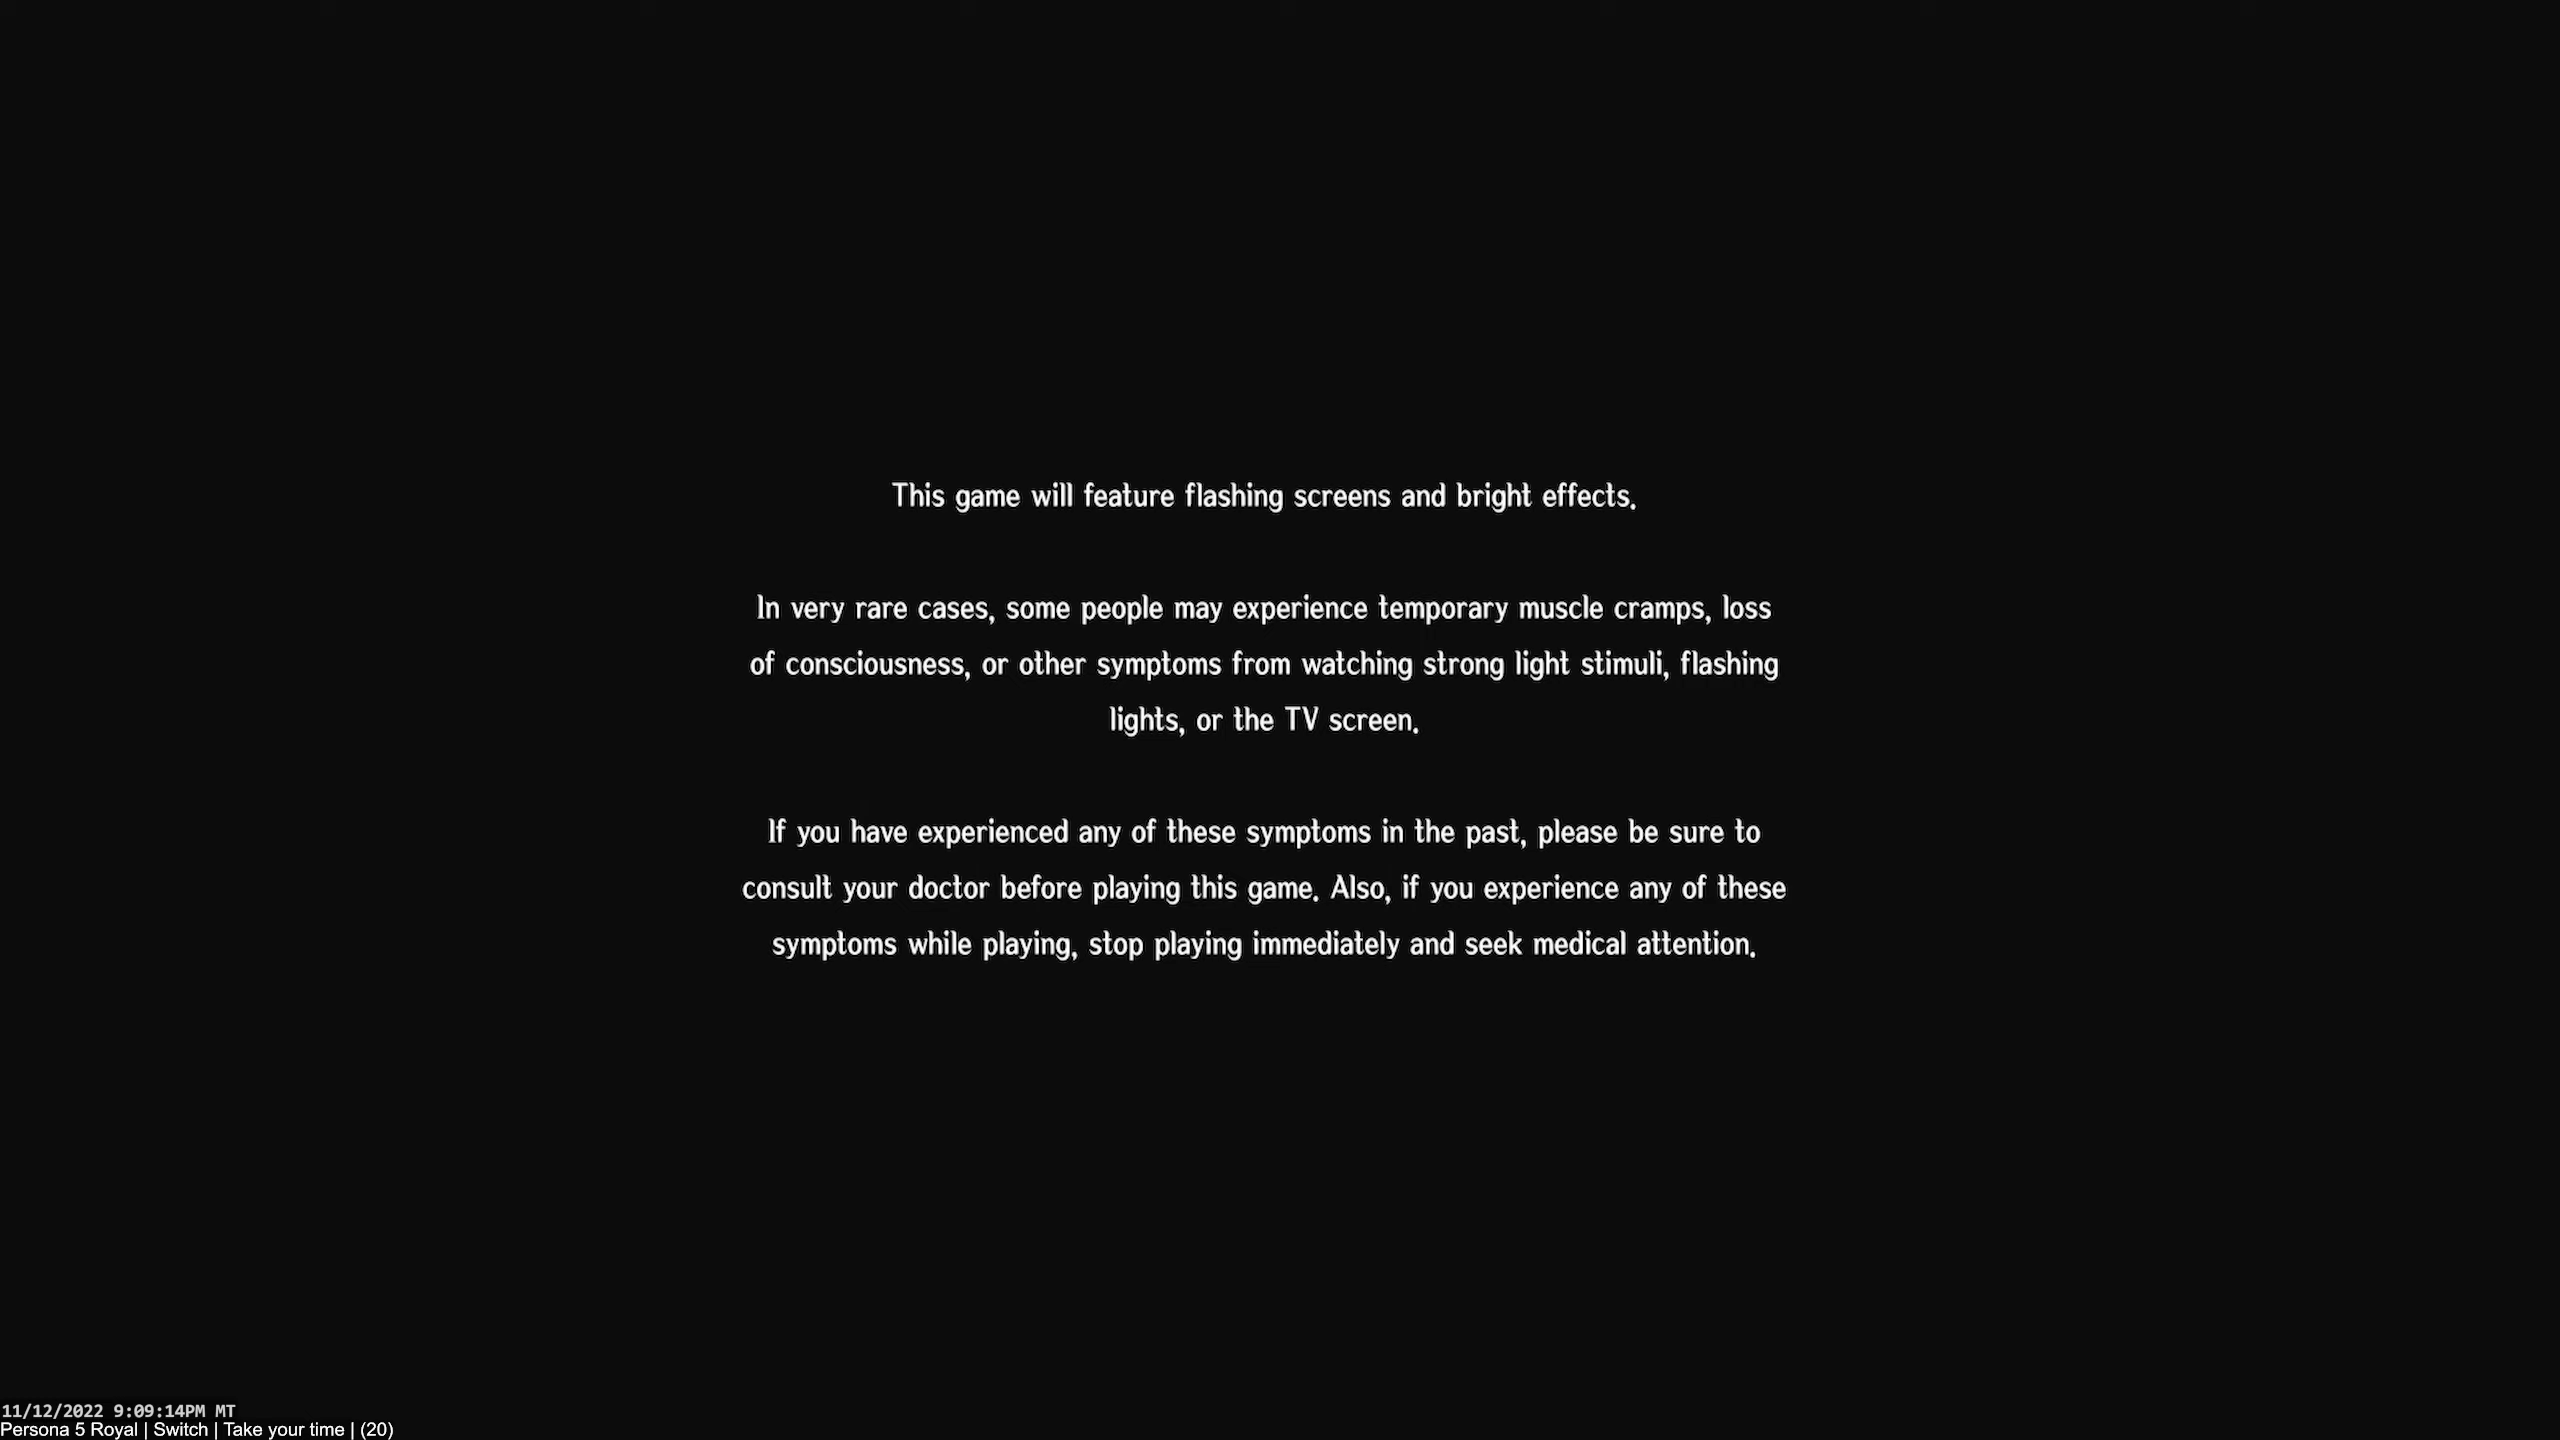 This game will feature flashing screens and bright effects.
In very rare cases, some people may experience temporary muscle cramps, loss
of consciousness, or other symptoms from watching strong light stimuli, flashing
lights, or the TV screen.
If you have experienced any of these symptoms in the past, please be sure to
consult your doctor before playing this game. Also, if you experience any of these
symptoms while playing, stop playing immediately and seek medical attention.
11/12/2022 9:09:14PM MT
Persona 5 Royal | Switch | Take your time | (20)